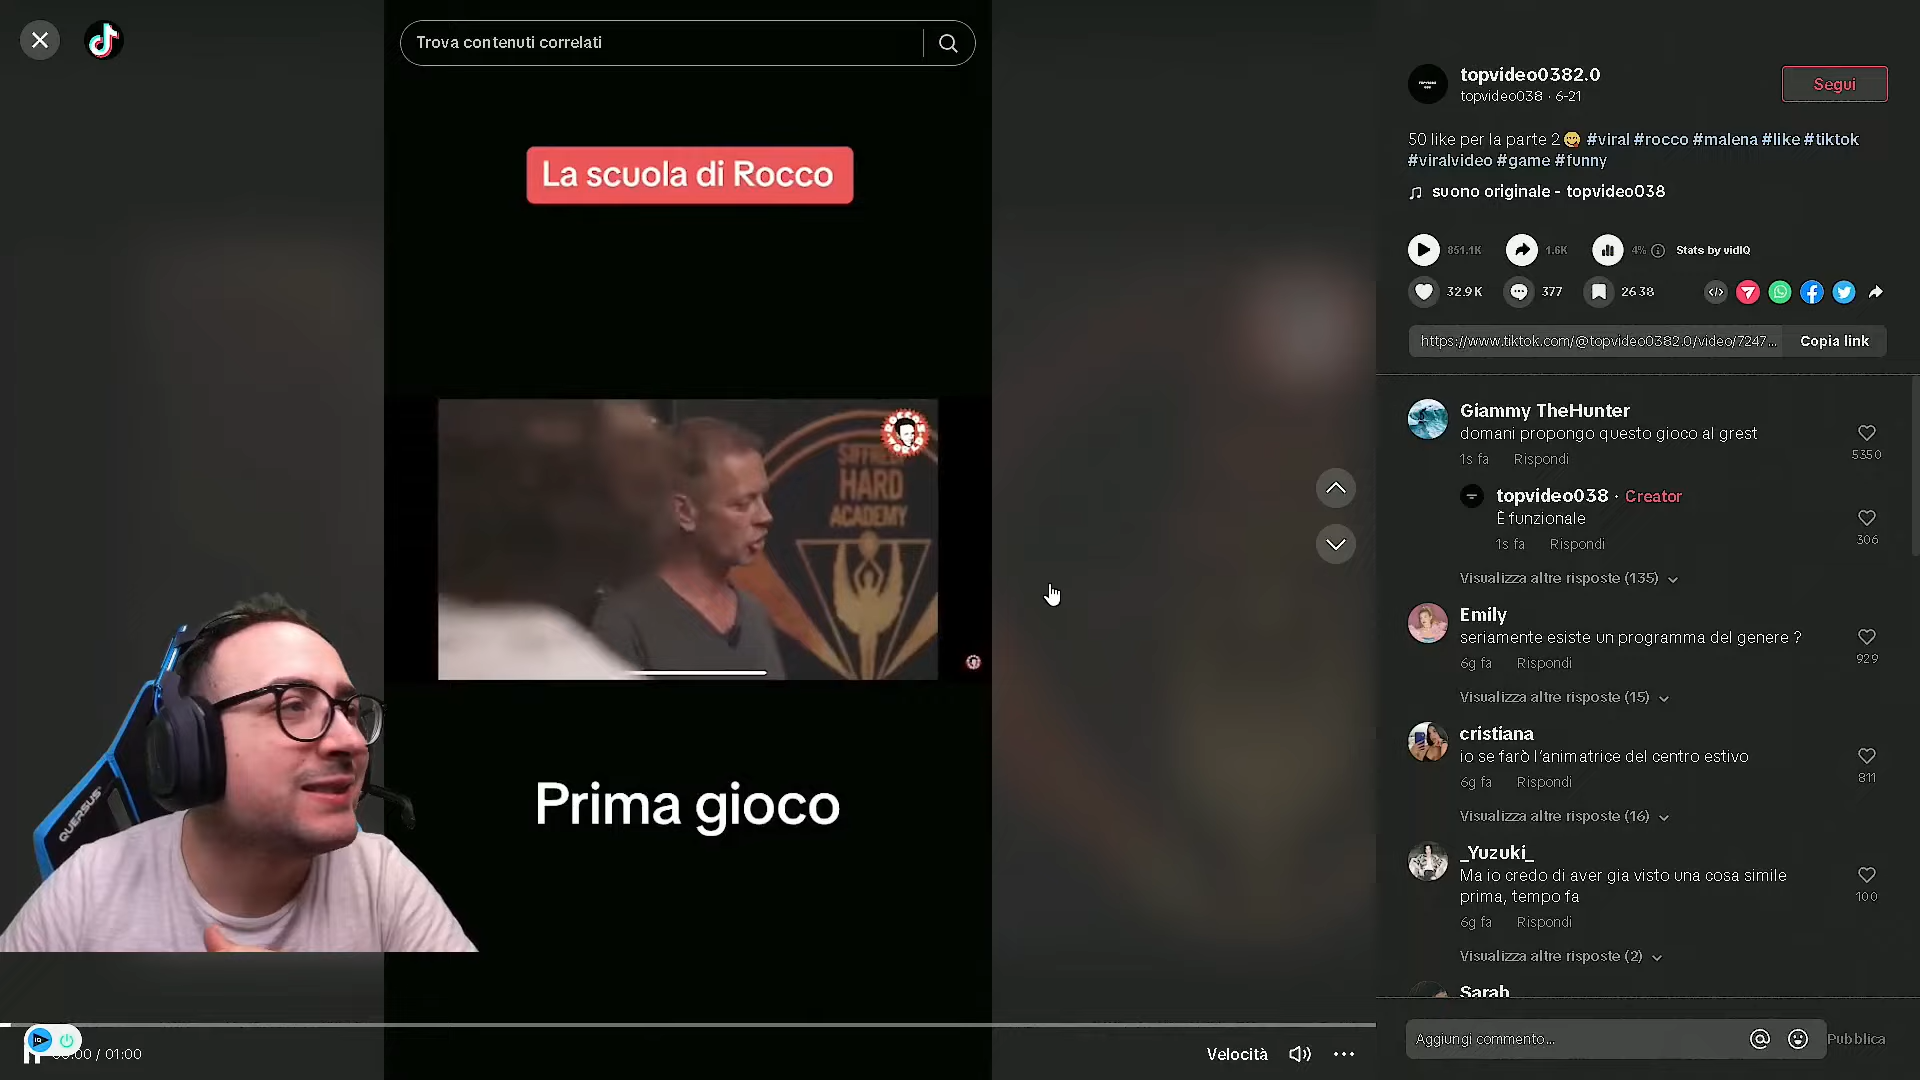 Trova contenuti correlati
La scuola di Rocco
SIFFREDI
HARD
ACADEMY
Prima gioco
QUERSUS
/ 01:00
Velocità
topvideo0382.0
topvideo038 · 6-21
Segui
50 like per la parte 2 😋 #viral #rocco #malena #like #tiktok
#viralvideo #game #funny
suono originale - topvideo038
851.1K
1.6K
4%
Stats by vidIQ
32.9K
377
2638
https://www.tiktok.com/@topvideo0382.0/video/7247...
Copia link
Giammy TheHunter
domani propongo questo gioco al grest
1s fa Rispondi
5350
topvideo038 · Creator
È funzionale
1s fa Rispondi
306
Visualizza altre risposte (135)
Emily
seriamente esiste un programma del genere ?
6g fa Rispondi
929
Visualizza altre risposte (15)
cristiana
io se farò l'animatrice del centro estivo
6g fa Rispondi
811
Visualizza altre risposte (16)
_Yuzuki_
Ma io credo di aver gia visto una cosa simile
prima, tempo fa
6g fa Rispondi
100
Visualizza altre risposte (2)
Sarah
Aggiungi commento...
Pubblica